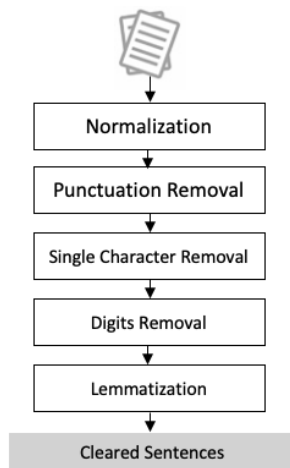 Normalization
Punctuation Removal
Single Character Removal
Digits Removal
Lemmatization
Cleared Sentences